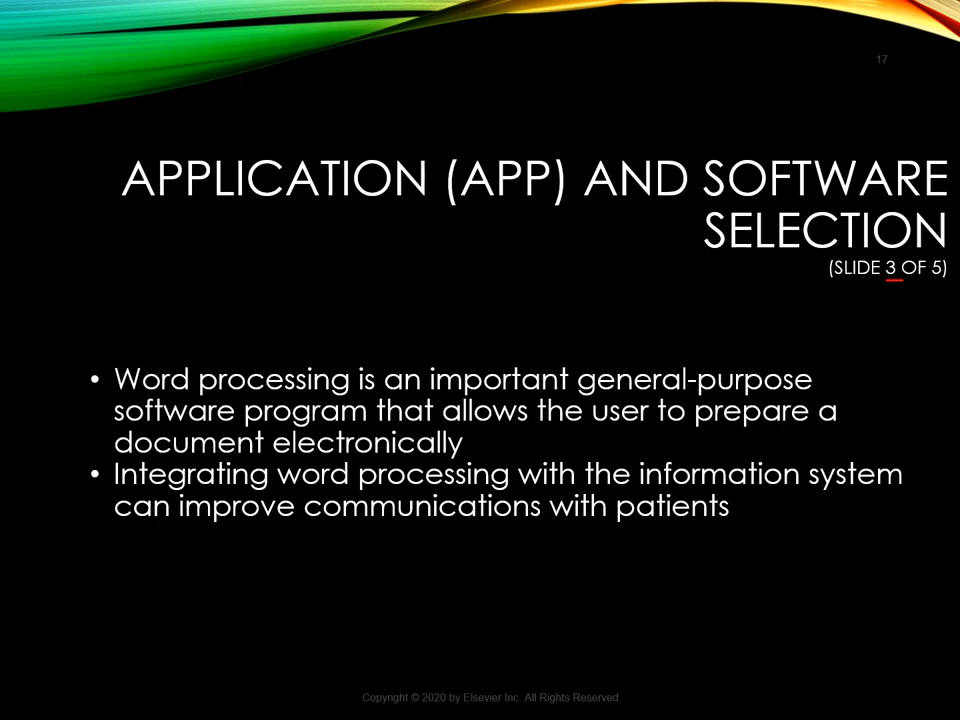 17
APPLICATION (APP) AND SOFTWARE
SELECTION
(SLIDE 3 OF 5)
• Word processing is an important general-purpose
software program that allows the user to prepare a
document electronically
• Integrating word processing with the information system
can improve communications with patients
Copyright © 2020 by Elsevier Inc. All Rights Reserved.